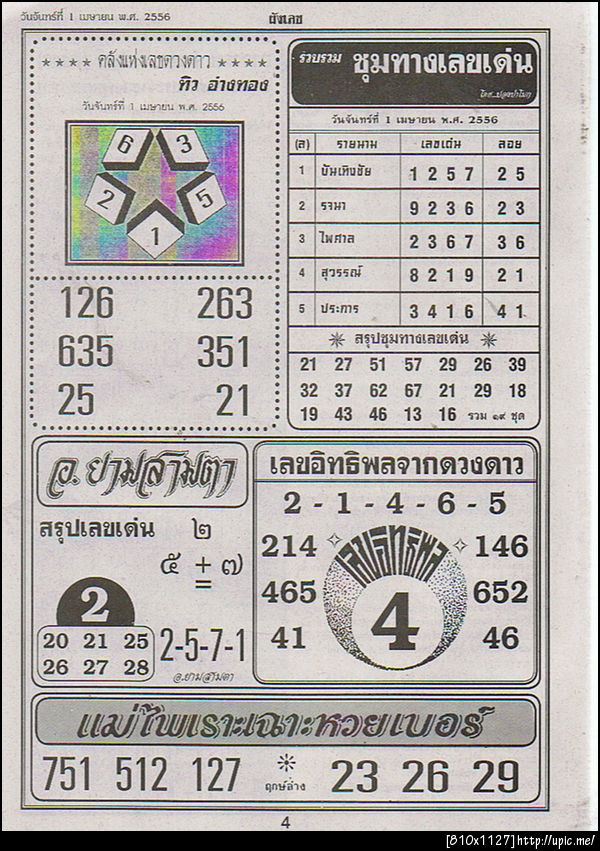 วันจันทร์ที่ 1 เมษายน พ.ศ. 2556
ผังเลข
★ ★ ★ ★ คลังแห่งเลขดวงดาว ★ ★ ★ ★
ทิว อ่างทอง
วันจันทร์ที่ 1 เมษายน พ.ศ. 2556
6 3
2 5
1
126 263
635 351
25 21
รวบรวม ชุมทางเลขเด่น
วันจันทร์ที่ 1 เมษายน พ.ศ. 2556
(ล) รายนาม เลขเด่น ลอย
1 บันเทิงชัย 1 2 5 7 2 5
2 รจนา 9 2 3 6 2 3
3 ไพศาล 2 3 6 7 3 6
4 สุวรรณ์ 8 2 1 9 2 1
5 ประการ 3 4 1 6 4 1
สรุปชุมทางเลขเด่น
21 27 51 57 29 26 39
32 37 62 67 21 29 18
19 43 46 13 16 รวม ๑๙ ชุด
อ. ยามสามตา
สรุปเลขเด่น ๒
๕ + ๗
=
2
20 21 25
26 27 28
2-5-7-1
อ.ยามสามตา
เลขอิทธิพลจากดวงดาว
2 - 1 - 4 - 6 - 5
214 เลขอิทธิพล 146
465 4 652
41 46
แม่ไพเราะเฉาะหวยเบอร์
751 512 127 ฤกษ์ล่าง 23 26 29
4
[810x1127]http://upic.me/